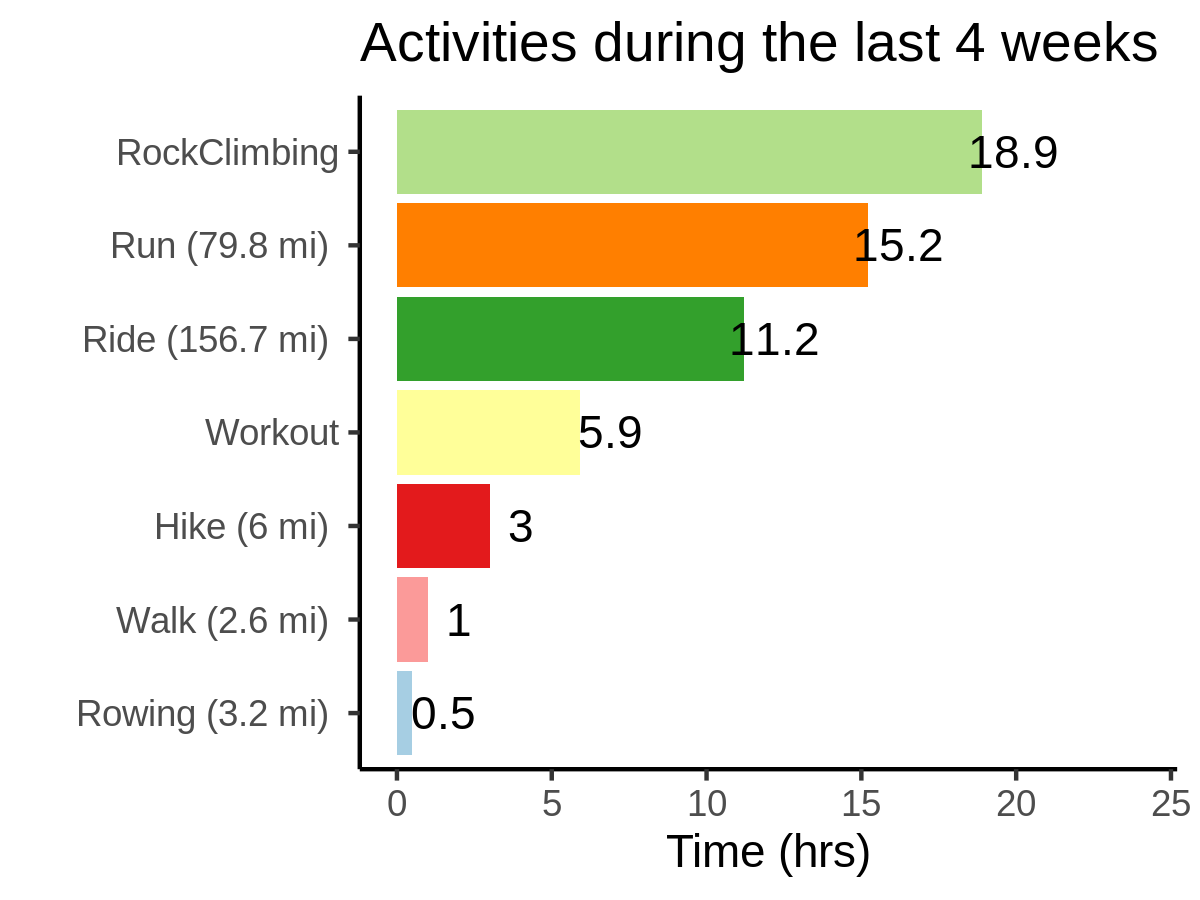 Activities during the last 4 weeks
RockClimbing 18.9
Run (79.8 mi) 15.2
Ride (156.7 mi) 11.2
Workout 5.9
Hike (6 mi) 3
Walk (2.6 mi) 1
Rowing (3.2 mi) 0.5
0 5 10 15 20 25
Time (hrs)